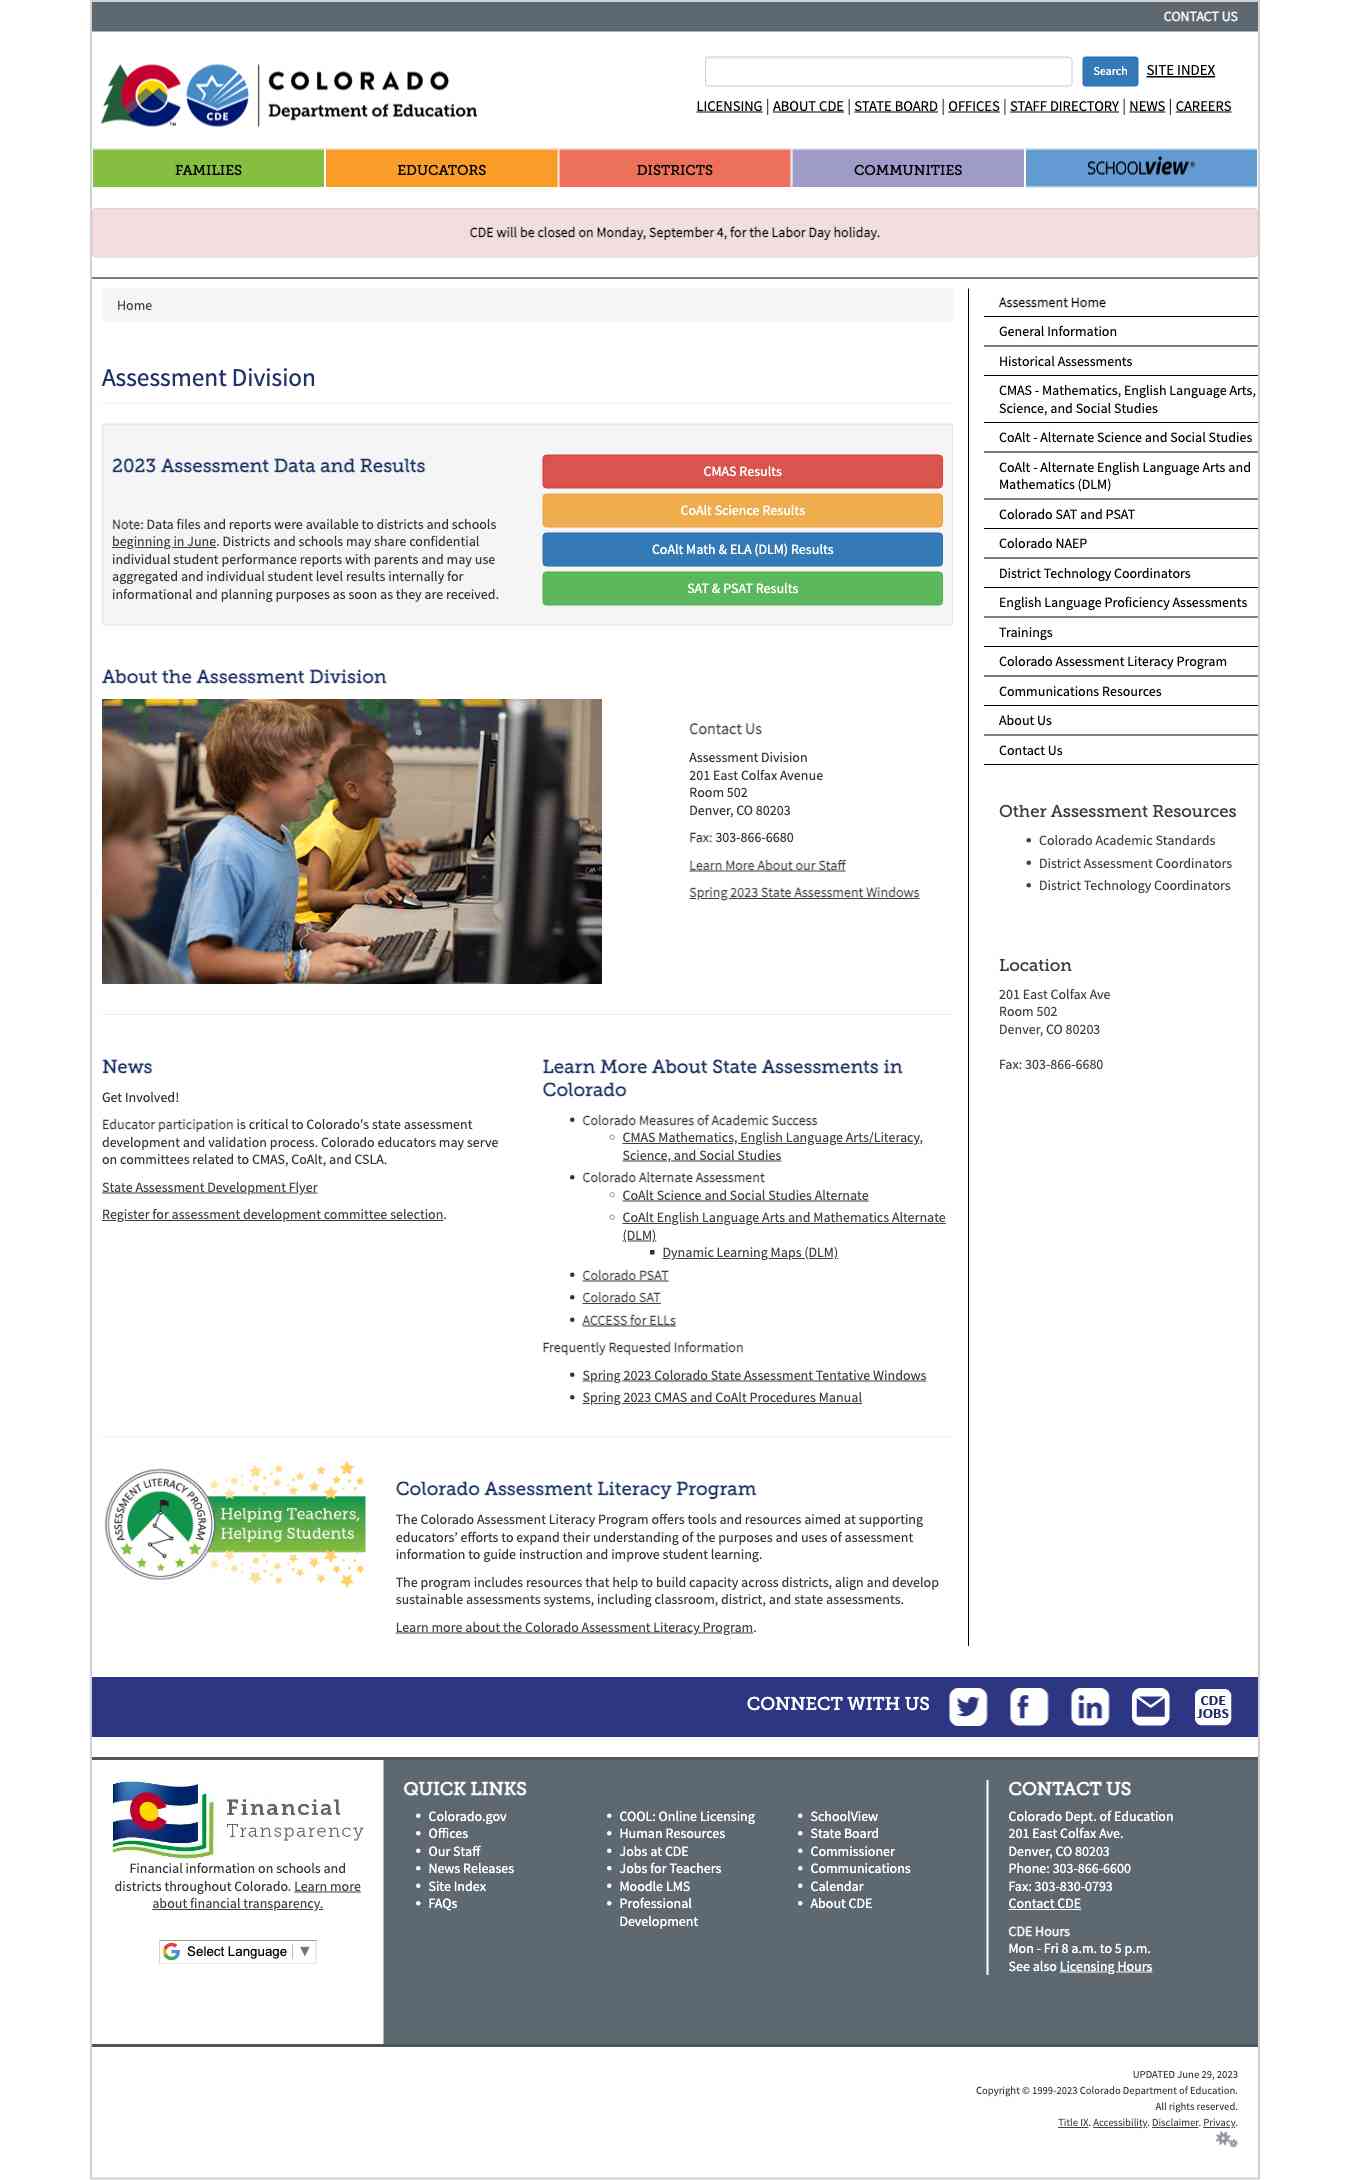 CONTACT US
COLORADO
Department of Education
CDE
TM
Search
SITE INDEX
LICENSING | ABOUT CDE | STATE BOARD | OFFICES | STAFF DIRECTORY | NEWS | CAREERS
FAMILIES
EDUCATORS
DISTRICTS
COMMUNITIES
SCHOOLVIEW®
CDE will be closed on Monday, September 4, for the Labor Day holiday.
Home
Assessment Division
2023 Assessment Data and Results
Note: Data files and reports were available to districts and schools
beginning in June. Districts and schools may share confidential
individual student performance reports with parents and may use
aggregated and individual student level results internally for
informational and planning purposes as soon as they are received.
CMAS Results
CoAlt Science Results
CoAlt Math & ELA (DLM) Results
SAT & PSAT Results
About the Assessment Division
Contact Us
Assessment Division
201 East Colfax Avenue
Room 502
Denver, CO 80203
Fax: 303-866-6680
Learn More About our Staff
Spring 2023 State Assessment Windows
News
Get Involved!
Educator participation is critical to Colorado's state assessment
development and validation process. Colorado educators may serve
on committees related to CMAS, CoAlt, and CSLA.
State Assessment Development Flyer
Register for assessment development committee selection.
Learn More About State Assessments in
Colorado
Colorado Measures of Academic Success
CMAS Mathematics, English Language Arts/Literacy,
Science, and Social Studies
Colorado Alternate Assessment
CoAlt Science and Social Studies Alternate
CoAlt English Language Arts and Mathematics Alternate
(DLM)
Dynamic Learning Maps (DLM)
Colorado PSAT
Colorado SAT
ACCESS for ELLs
Frequently Requested Information
Spring 2023 Colorado State Assessment Tentative Windows
Spring 2023 CMAS and CoAlt Procedures Manual
ASSESSMENT LITERACY PROGRAM
Helping Teachers,
Helping Students
Colorado Assessment Literacy Program
The Colorado Assessment Literacy Program offers tools and resources aimed at supporting
educators' efforts to expand their understanding of the purposes and uses of assessment
information to guide instruction and improve student learning.
The program includes resources that help to build capacity across districts, align and develop
sustainable assessments systems, including classroom, district, and state assessments.
Learn more about the Colorado Assessment Literacy Program.
Assessment Home
General Information
Historical Assessments
CMAS - Mathematics, English Language Arts,
Science, and Social Studies
CoAlt - Alternate Science and Social Studies
CoAlt - Alternate English Language Arts and
Mathematics (DLM)
Colorado SAT and PSAT
Colorado NAEP
District Technology Coordinators
English Language Proficiency Assessments
Trainings
Colorado Assessment Literacy Program
Communications Resources
About Us
Contact Us
Other Assessment Resources
Colorado Academic Standards
District Assessment Coordinators
District Technology Coordinators
Location
201 East Colfax Ave
Room 502
Denver, CO 80203
Fax: 303-866-6680
CONNECT WITH US
CDE
JOBS
Financial
Transparency
Financial information on schools and
districts throughout Colorado. Learn more
about financial transparency.
Select Language ▼
QUICK LINKS
Colorado.gov
Offices
Our Staff
News Releases
Site Index
FAQs
COOL: Online Licensing
Human Resources
Jobs at CDE
Jobs for Teachers
Moodle LMS
Professional
Development
SchoolView
State Board
Commissioner
Communications
Calendar
About CDE
CONTACT US
Colorado Dept. of Education
201 East Colfax Ave.
Denver, CO 80203
Phone: 303-866-6600
Fax: 303-830-0793
Contact CDE
CDE Hours
Mon - Fri 8 a.m. to 5 p.m.
See also Licensing Hours
UPDATED June 29, 2023
Copyright © 1999-2023 Colorado Department of Education.
All rights reserved.
Title IX. Accessibility. Disclaimer. Privacy.